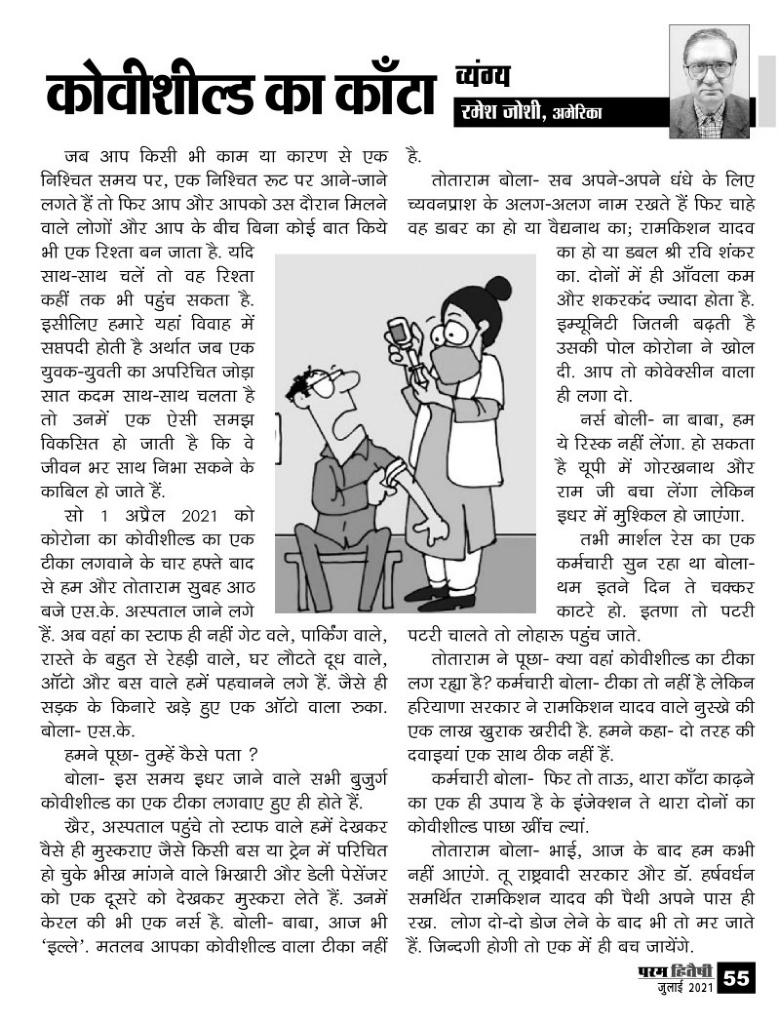 कोवीशील्ड का काँटा
व्यंग्य
रमेश जोशी, अमेरिका
जब आप किसी भी काम या कारण से एक
निश्चित समय पर, एक निश्चित रूट पर आने-जाने
लगते हैं तो फिर आप और आपको उस दौरान मिलने
वाले लोगों और आप के बीच बिना कोई बात किये
भी एक रिश्ता बन जाता है. यदि
साथ-साथ चलें तो वह रिश्ता
कहीं तक भी पहुंच सकता है.
इसीलिए हमारे यहां विवाह में
सप्तपदी होती है अर्थात जब एक
युवक-युवती का अपरिचित जोड़ा
सात कदम साथ-साथ चलता है
तो उनमें एक ऐसी समझ
विकसित हो जाती है कि वे
जीवन भर साथ निभा सकने के
काबिल हो जाते हैं.
सो 1 अप्रैल 2021 को
कोरोना का कोवीशील्ड का एक
टीका लगवाने के चार हफ्ते बाद
से हम और तोताराम सुबह आठ
बजे एस.के. अस्पताल जाने लगे
हैं. अब वहां का स्टाफ ही नहीं गेट वले, पार्किंग वाले,
रास्ते के बहुत से रेहड़ी वाले, घर लौटते दूध वाले,
ऑटो और बस वाले हमें पहचानने लगे हैं. जैसे ही
सड़क के किनारे खड़े हुए एक ऑटो वाला रुका.
बोला- एस.के.
हमने पूछा- तुम्हें कैसे पता ?
बोला- इस समय इधर जाने वाले सभी बुजुर्ग
कोवीशील्ड का एक टीका लगवाए हुए ही होते हैं.
खैर, अस्पताल पहुंचे तो स्टाफ वाले हमें देखकर
वैसे ही मुस्कराए जैसे किसी बस या ट्रेन में परिचित
हो चुके भीख मांगने वाले भिखारी और डेली पेसेंजर
को एक दूसरे को देखकर मुस्करा लेते हैं. उनमें
केरल की भी एक नर्स है. बोली- बाबा, आज भी
‘इल्ले’. मतलब आपका कोवीशील्ड वाला टीका नहीं
है.
तोताराम बोला- सब अपने-अपने धंधे के लिए
च्यवनप्राश के अलग-अलग नाम रखते हैं फिर चाहे
वह डाबर का हो या वैद्यनाथ का; रामकिशन यादव
का हो या डबल श्री रवि शंकर
का. दोनों में ही आँवला कम
और शकरकंद ज्यादा होता है.
इम्यूनिटी जितनी बढ़ती है
उसकी पोल कोरोना ने खोल
दी. आप तो कोवेक्सीन वाला
ही लगा दो.
नर्स बोली- ना बाबा, हम
ये रिस्क नहीं लेंगा. हो सकता
है यूपी में गोरखनाथ और
राम जी बचा लेंगा लेकिन
इधर में मुश्किल हो जाएंगा.
तभी मार्शल रेस का एक
कर्मचारी सुन रहा था बोला-
थम इतने दिन ते चक्कर
काटरे हो. इतणा तो पटरी
पटरी चालते तो लोहारू पहुंच जाते.
तोताराम ने पूछा- क्या वहां कोवीशील्ड का टीका
लग रह्या है? कर्मचारी बोला- टीका तो नहीं है लेकिन
हरियाणा सरकार ने रामकिशन यादव वाले नुस्खे की
एक लाख खुराक खरीदी है. हमने कहा- दो तरह की
दवाइयां एक साथ ठीक नहीं हैं.
कर्मचारी बोला- फिर तो ताऊ, थारा काँटा काढ़ने
का एक ही उपाय है के इंजेक्शन ते थारा दोनों का
कोवीशील्ड पाछा खींच ल्यां.
तोताराम बोला- भाई, आज के बाद हम कभी
नहीं आएंगे. तू राष्ट्रवादी सरकार और डॉ. हर्षवर्धन
समर्थित रामकिशन यादव की पैथी अपने पास ही
रख. लोग दो-दो डोज लेने के बाद भी तो मर जाते
हैं. जिन्दगी होगी तो एक में ही बच जायेंगे.
परम हितैषी
जुलाई 2021
55